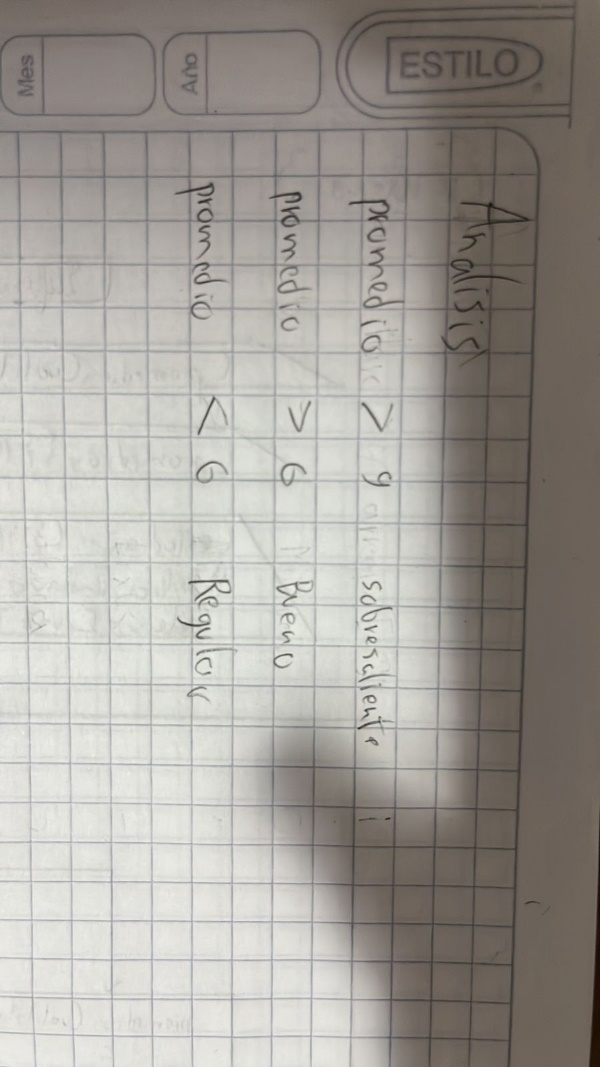 ESTILO
Año
Mes
Analisis
promedio > 9 sobresaliente
promedio > 6 Bueno
promedio < 6 Regular